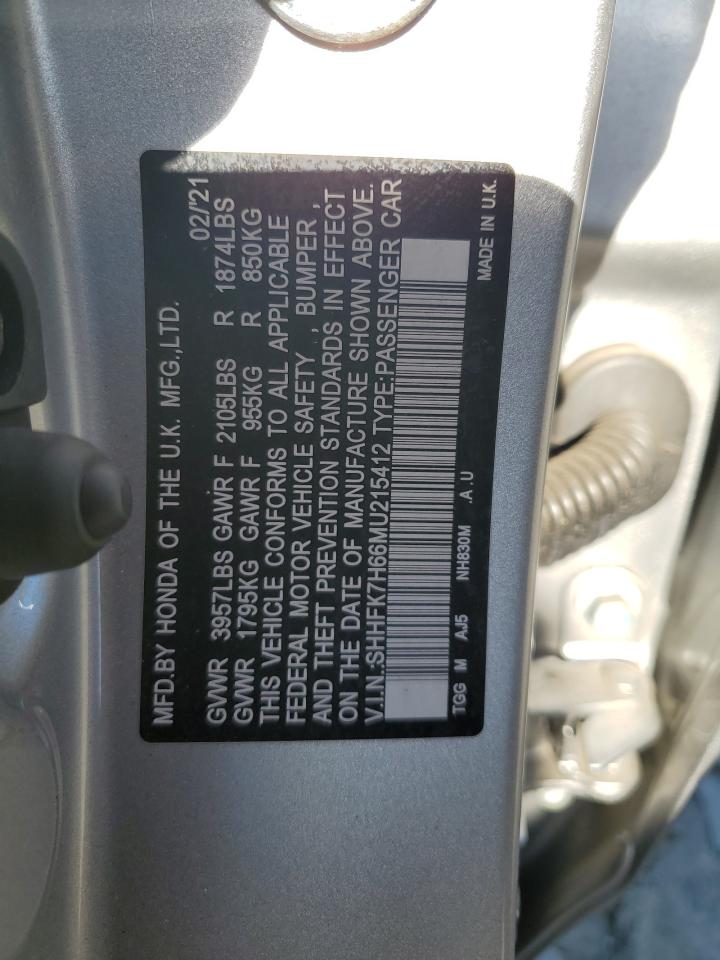 MFD.BY HONDA OF THE U.K. MFG.,LTD. 02/'21
GVWR 3957LBS GAWR F 2105LBS R 1874LBS
GVWR 1795KG GAWR F 955KG R 850KG
THIS VEHICLE CONFORMS TO ALL APPLICABLE
FEDERAL MOTOR VEHICLE SAFETY , BUMPER ,
AND THEFT PREVENTION STANDARDS IN EFFECT
ON THE DATE OF MANUFACTURE SHOWN ABOVE.
V.I.N.:SHHFK7H66MU215412 TYPE:PASSENGER CAR
TGG M AJ5 NH830M .A .U MADE IN U.K.